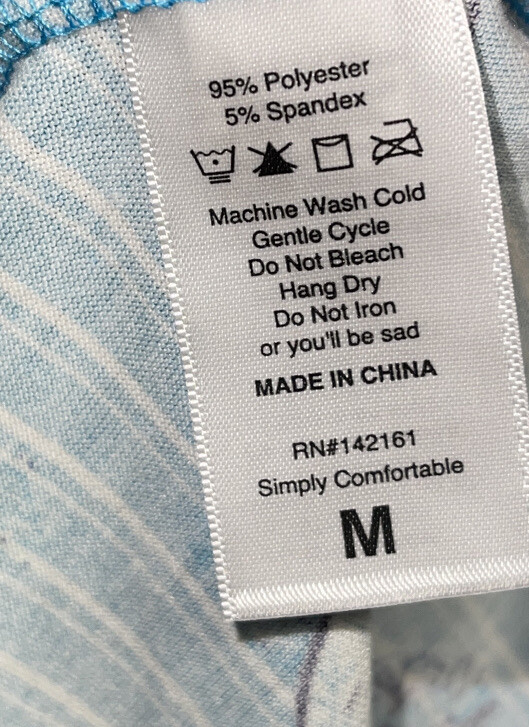 95% Polyester
5% Spandex
Machine Wash Cold
Gentle Cycle
Do Not Bleach
Hang Dry
Do Not Iron
or you'll be sad
MADE IN CHINA
RN#142161
Simply Comfortable
M